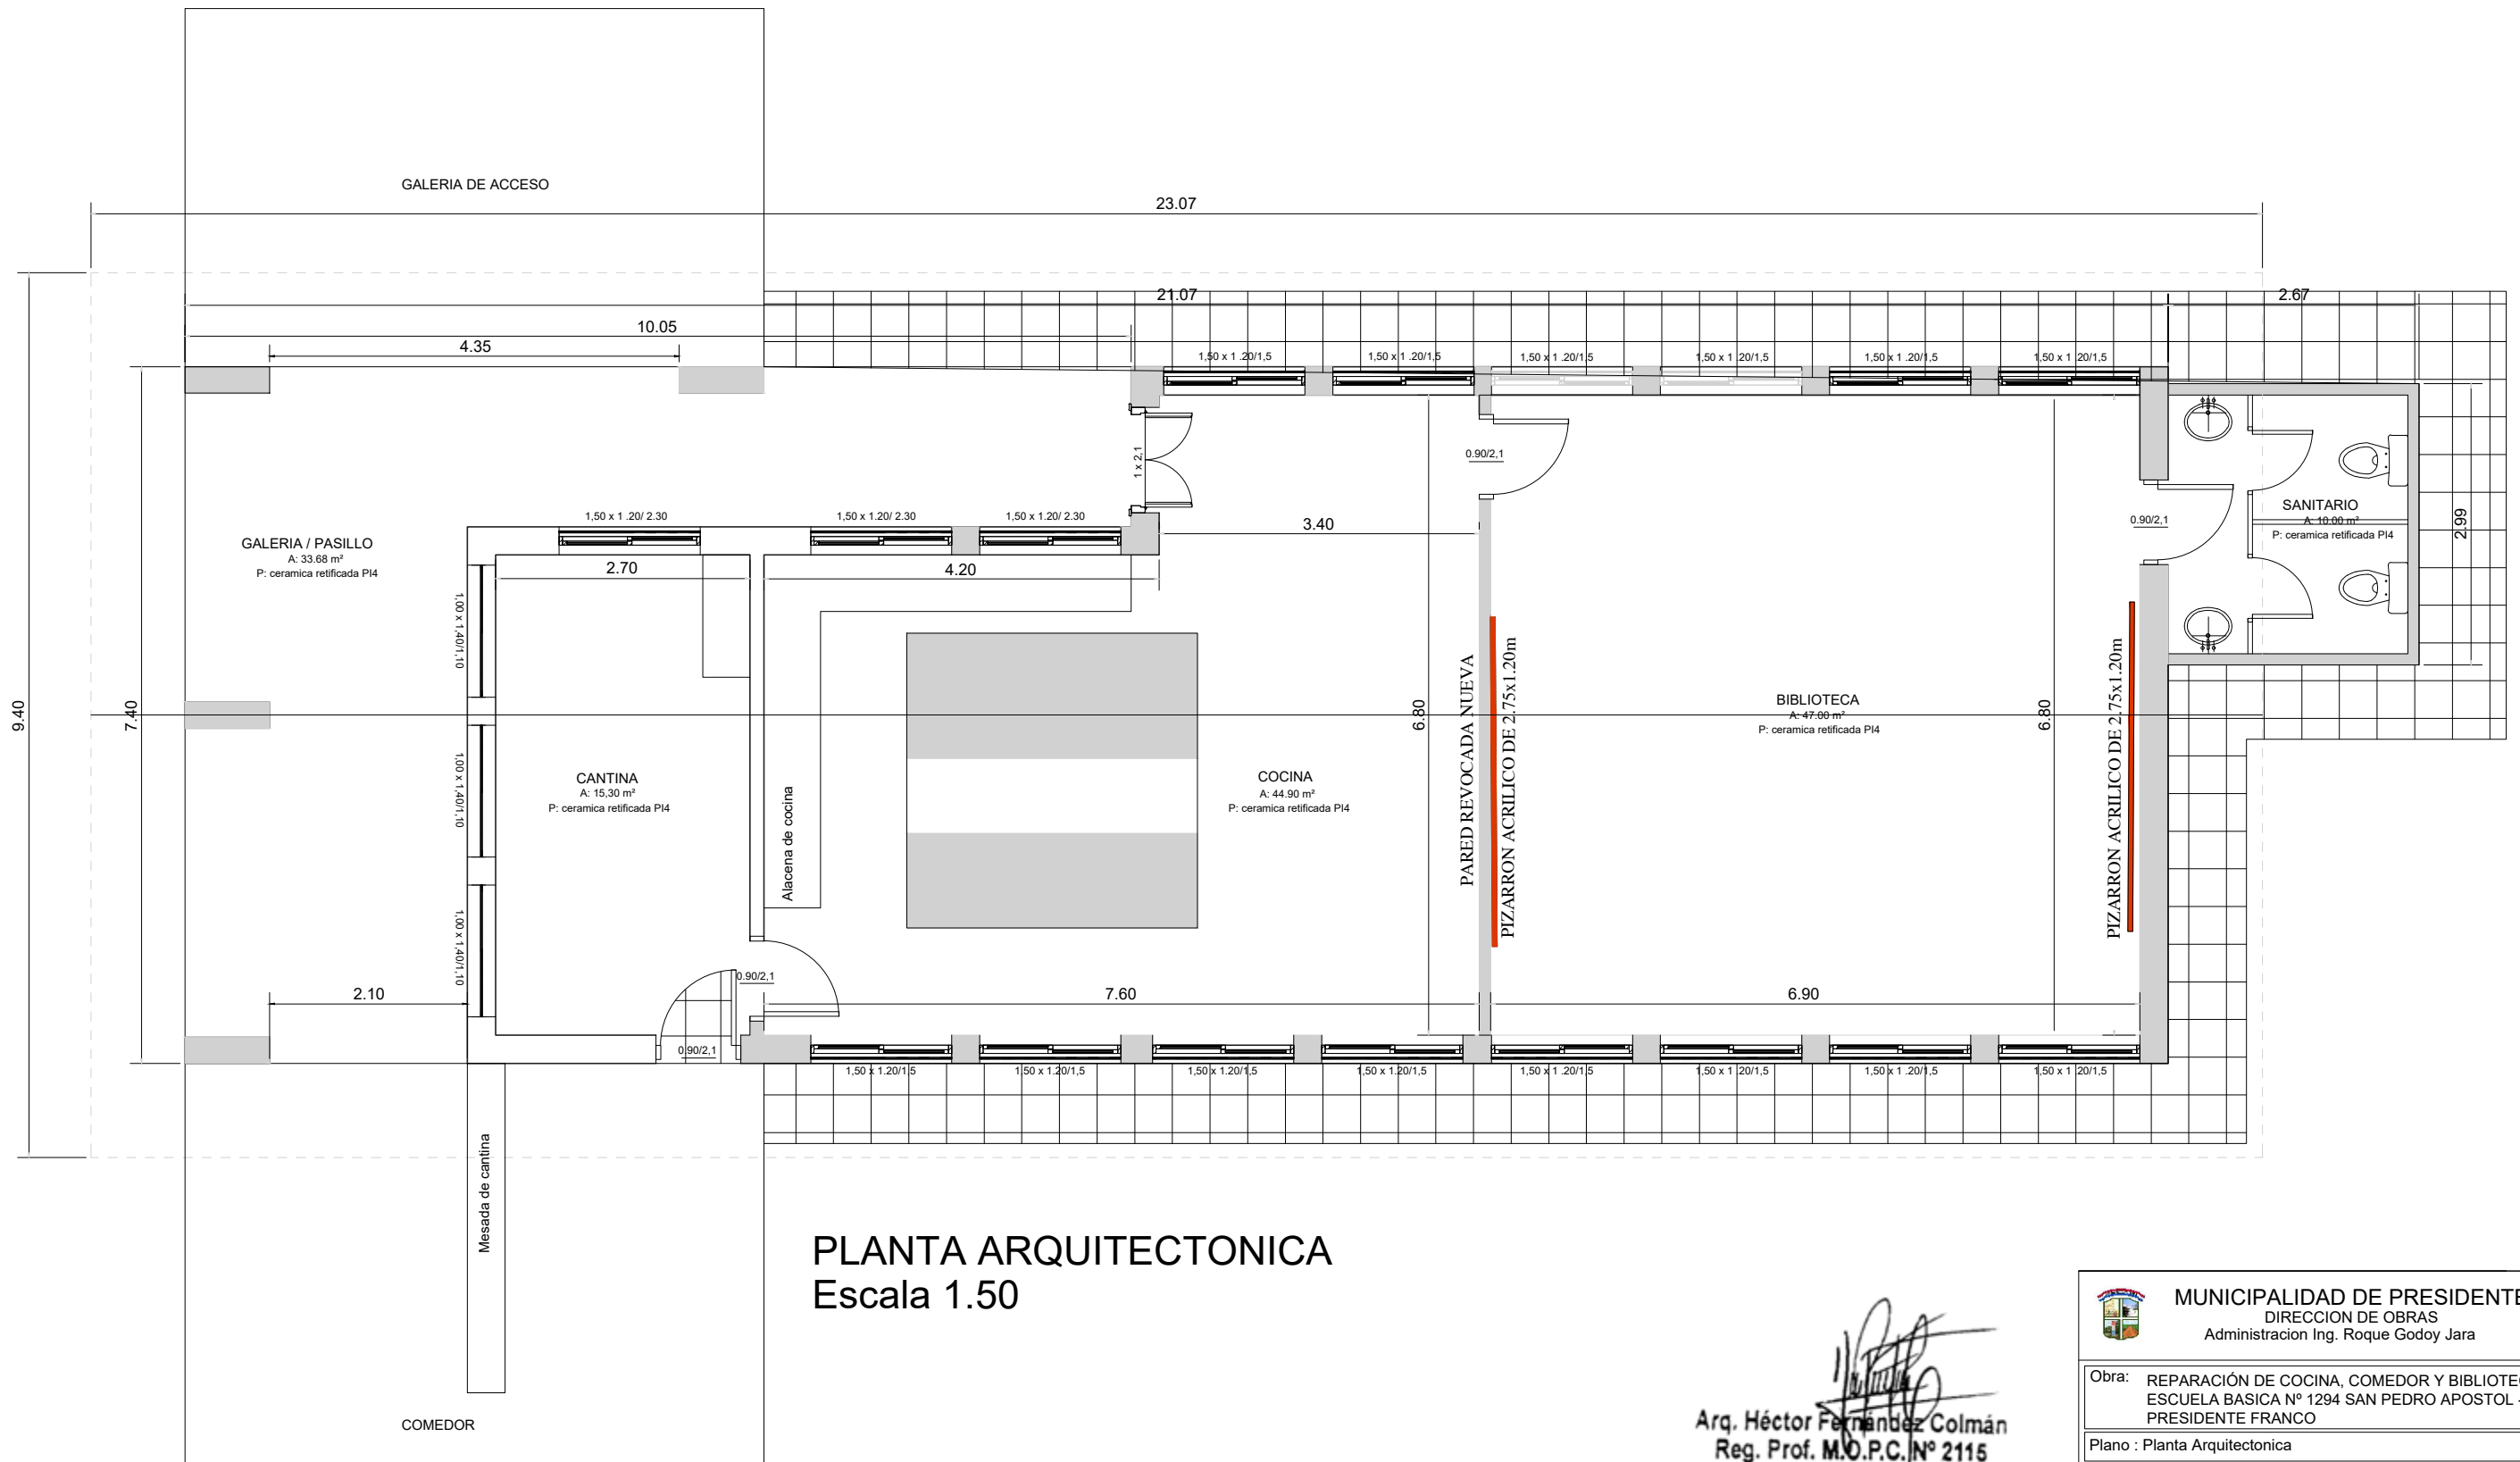 GALERIA DE ACCESO
23.07
21.07
2.67
10.05
4.35
1,50 x 1 .20/1,5
1,50 x 1 .20/1,5
1,50 x 1 .20/1,5
1,50 x 1 .20/1,5
1,50 x 1 .20/1,5
1,50 x 1 .20/1,5
1 x 2,1
0.90/2,1
0.90/2,1
SANITARIO
A: 10.00 m²
P: ceramica retificada PI4
2.99
1,50 x 1 .20/ 2.30
1,50 x 1.20/ 2.30
1,50 x 1.20/ 2.30
3.40
GALERIA / PASILLO
A: 33.68 m²
P: ceramica retificada PI4
2.70
4.20
1,00 x 1,40/1,10
1,00 x 1,40/1,10
1,00 x 1,40/1,10
9.40
7.40
6.80
6.80
PARED REVOCADA NUEVA
PIZARRON ACRILICO DE 2.75x1.20m
BIBLIOTECA
A: 47.00 m²
P: ceramica retificada PI4
PIZARRON ACRILICO DE 2.75x1.20m
CANTINA
A: 15,30 m²
P: ceramica retificada PI4
Alacena de cocina
COCINA
A: 44.90 m²
P: ceramica retificada PI4
0.90/2,1
2.10
7.60
6.90
0.90/2,1
1,50 x 1.20/1,5
1,50 x 1.20/1,5
1,50 x 1.20/1,5
1,50 x 1.20/1,5
1,50 x 1 .20/1,5
1,50 x 1 .20/1,5
1,50 x 1 .20/1,5
1,50 x 1 .20/1,5
Mesada de cantina
PLANTA ARQUITECTONICA
Escala 1.50
COMEDOR
Arq. Héctor Fernández Colmán
Reg. Prof. M.O.P.C. Nº 2115
MUNICIPALIDAD DE PRESIDENTE
DIRECCION DE OBRAS
Administracion Ing. Roque Godoy Jara
Obra: REPARACIÓN DE COCINA, COMEDOR Y BIBLIOTEC
ESCUELA BASICA Nº 1294 SAN PEDRO APOSTOL -
PRESIDENTE FRANCO
Plano : Planta Arquitectonica